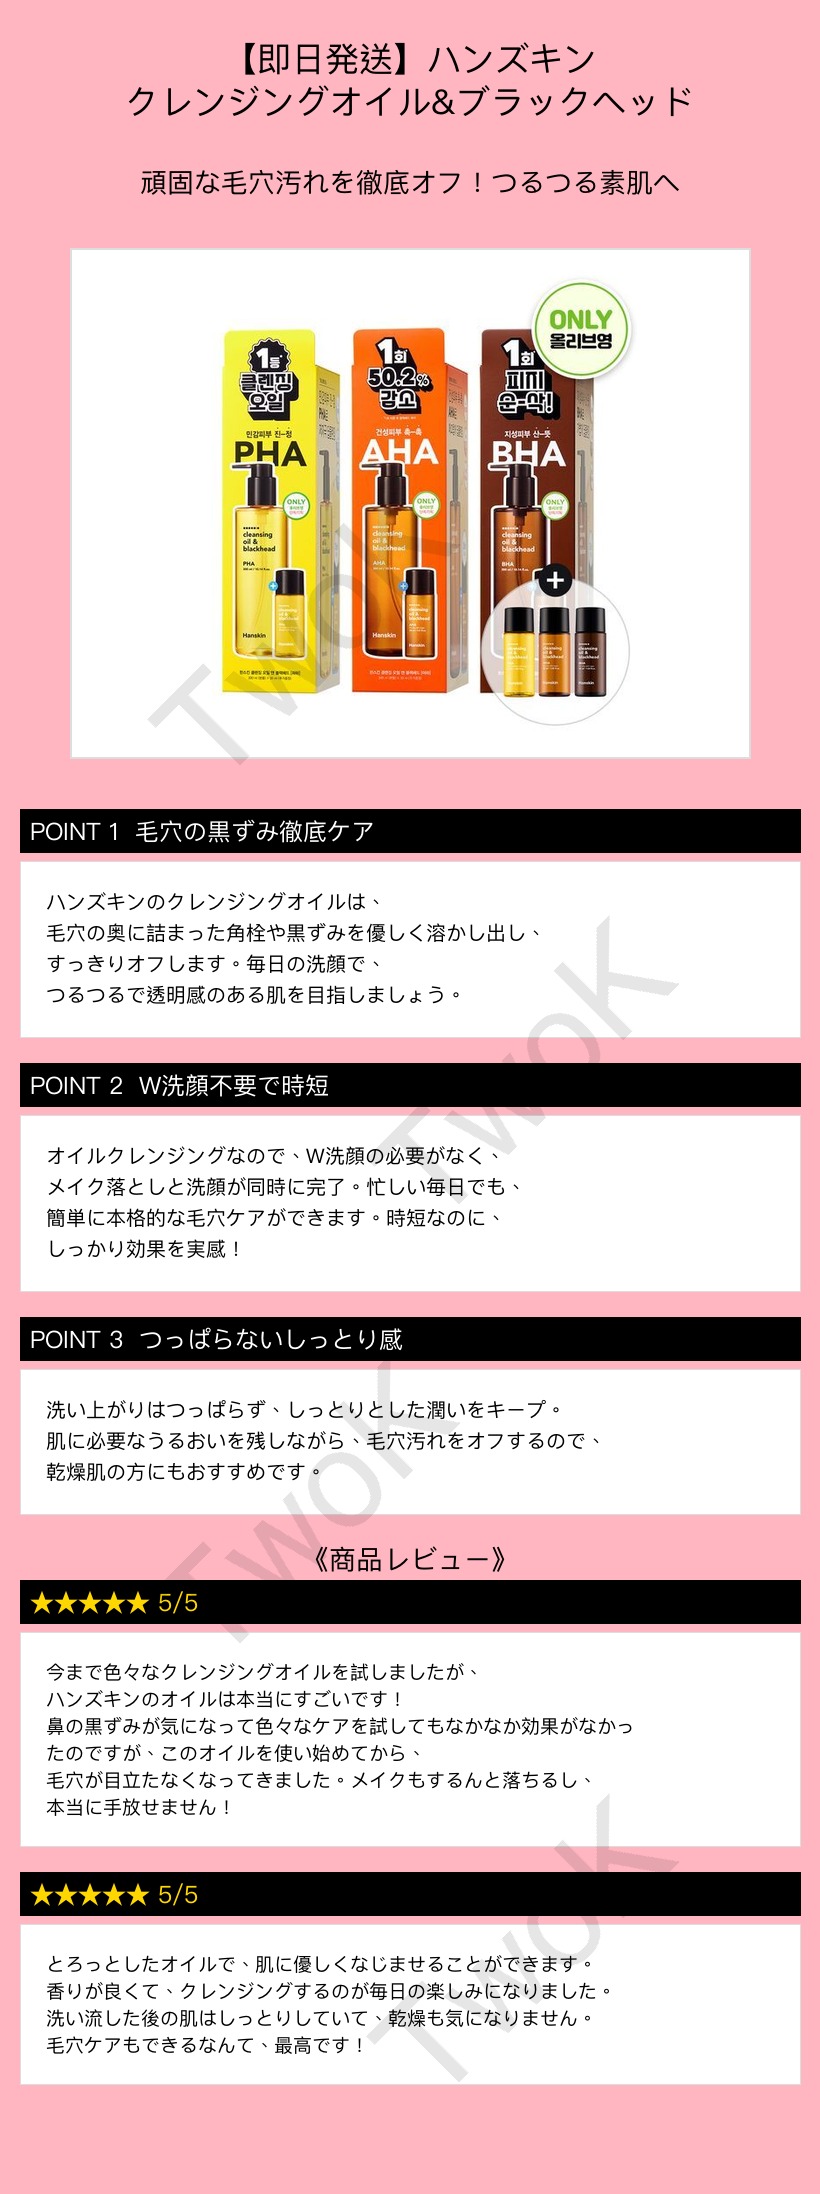 【即日発送】ハンズキン
クレンジングオイル&ブラックヘッド
頑固な毛穴汚れを徹底オフ！つるつる素肌へ
ONLY
올리브영
1등
클렌징
오일
민감피부 진-정
PHA
ONLY
cleansing
oil &
blackhead
PHA
Hanskin
1회
50.2%
감소
건성피부 촉-촉
AHA
ONLY
cleansing
oil &
blackhead
AHA
Hanskin
1회
피지
순-삭!
지성피부 산-뜻
BHA
ONLY
cleansing
oil &
blackhead
BHA
+
TwoK
POINT 1 毛穴の黒ずみ徹底ケア
ハンズキンのクレンジングオイルは、
毛穴の奥に詰まった角栓や黒ずみを優しく溶かし出し、
すっきりオフします。毎日の洗顔で、
つるつるで透明感のある肌を目指しましょう。
TwoK
POINT 2 W洗顔不要で時短
オイルクレンジングなので、W洗顔の必要がなく、
メイク落としと洗顔が同時に完了。忙しい毎日でも、
簡単に本格的な毛穴ケアができます。時短なのに、
しっかり効果を実感！
POINT 3 つっぱらないしっとり感
洗い上がりはつっぱらず、しっとりとした潤いをキープ。
肌に必要なうるおいを残しながら、毛穴汚れをオフするので、
乾燥肌の方にもおすすめです。
TwoK
《商品レビュー》
★★★★★ 5/5
今まで色々なクレンジングオイルを試しましたが、
ハンズキンのオイルは本当にすごいです！
鼻の黒ずみが気になって色々なケアを試してもなかなか効果がなかっ
たのですが、このオイルを使い始めてから、
毛穴が目立たなくなってきました。メイクもするんと落ちるし、
本当に手放せません！
TwoK
★★★★★ 5/5
とろっとしたオイルで、肌に優しくなじませることができます。
香りが良くて、クレンジングするのが毎日の楽しみになりました。
洗い流した後の肌はしっとりしていて、乾燥も気になりません。
毛穴ケアもできるなんて、最高です！